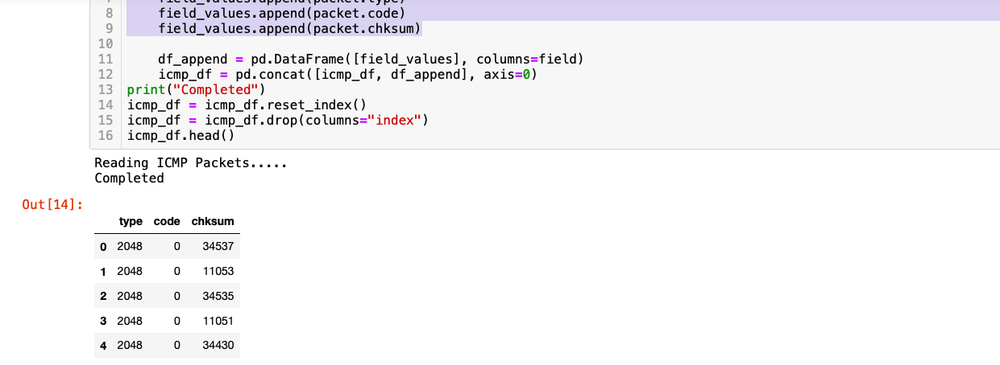 7 field_values.append(packet.type)
8 field_values.append(packet.code)
9 field_values.append(packet.chksum)
10
11 df_append = pd.DataFrame([field_values], columns=field)
12 icmp_df = pd.concat([icmp_df, df_append], axis=0)
13 print("Completed")
14 icmp_df = icmp_df.reset_index()
15 icmp_df = icmp_df.drop(columns="index")
16 icmp_df.head()
Reading ICMP Packets.....
Completed
Out[14]:
type code chksum
0 2048 0 34537
1 2048 0 11053
2 2048 0 34535
3 2048 0 11051
4 2048 0 34430